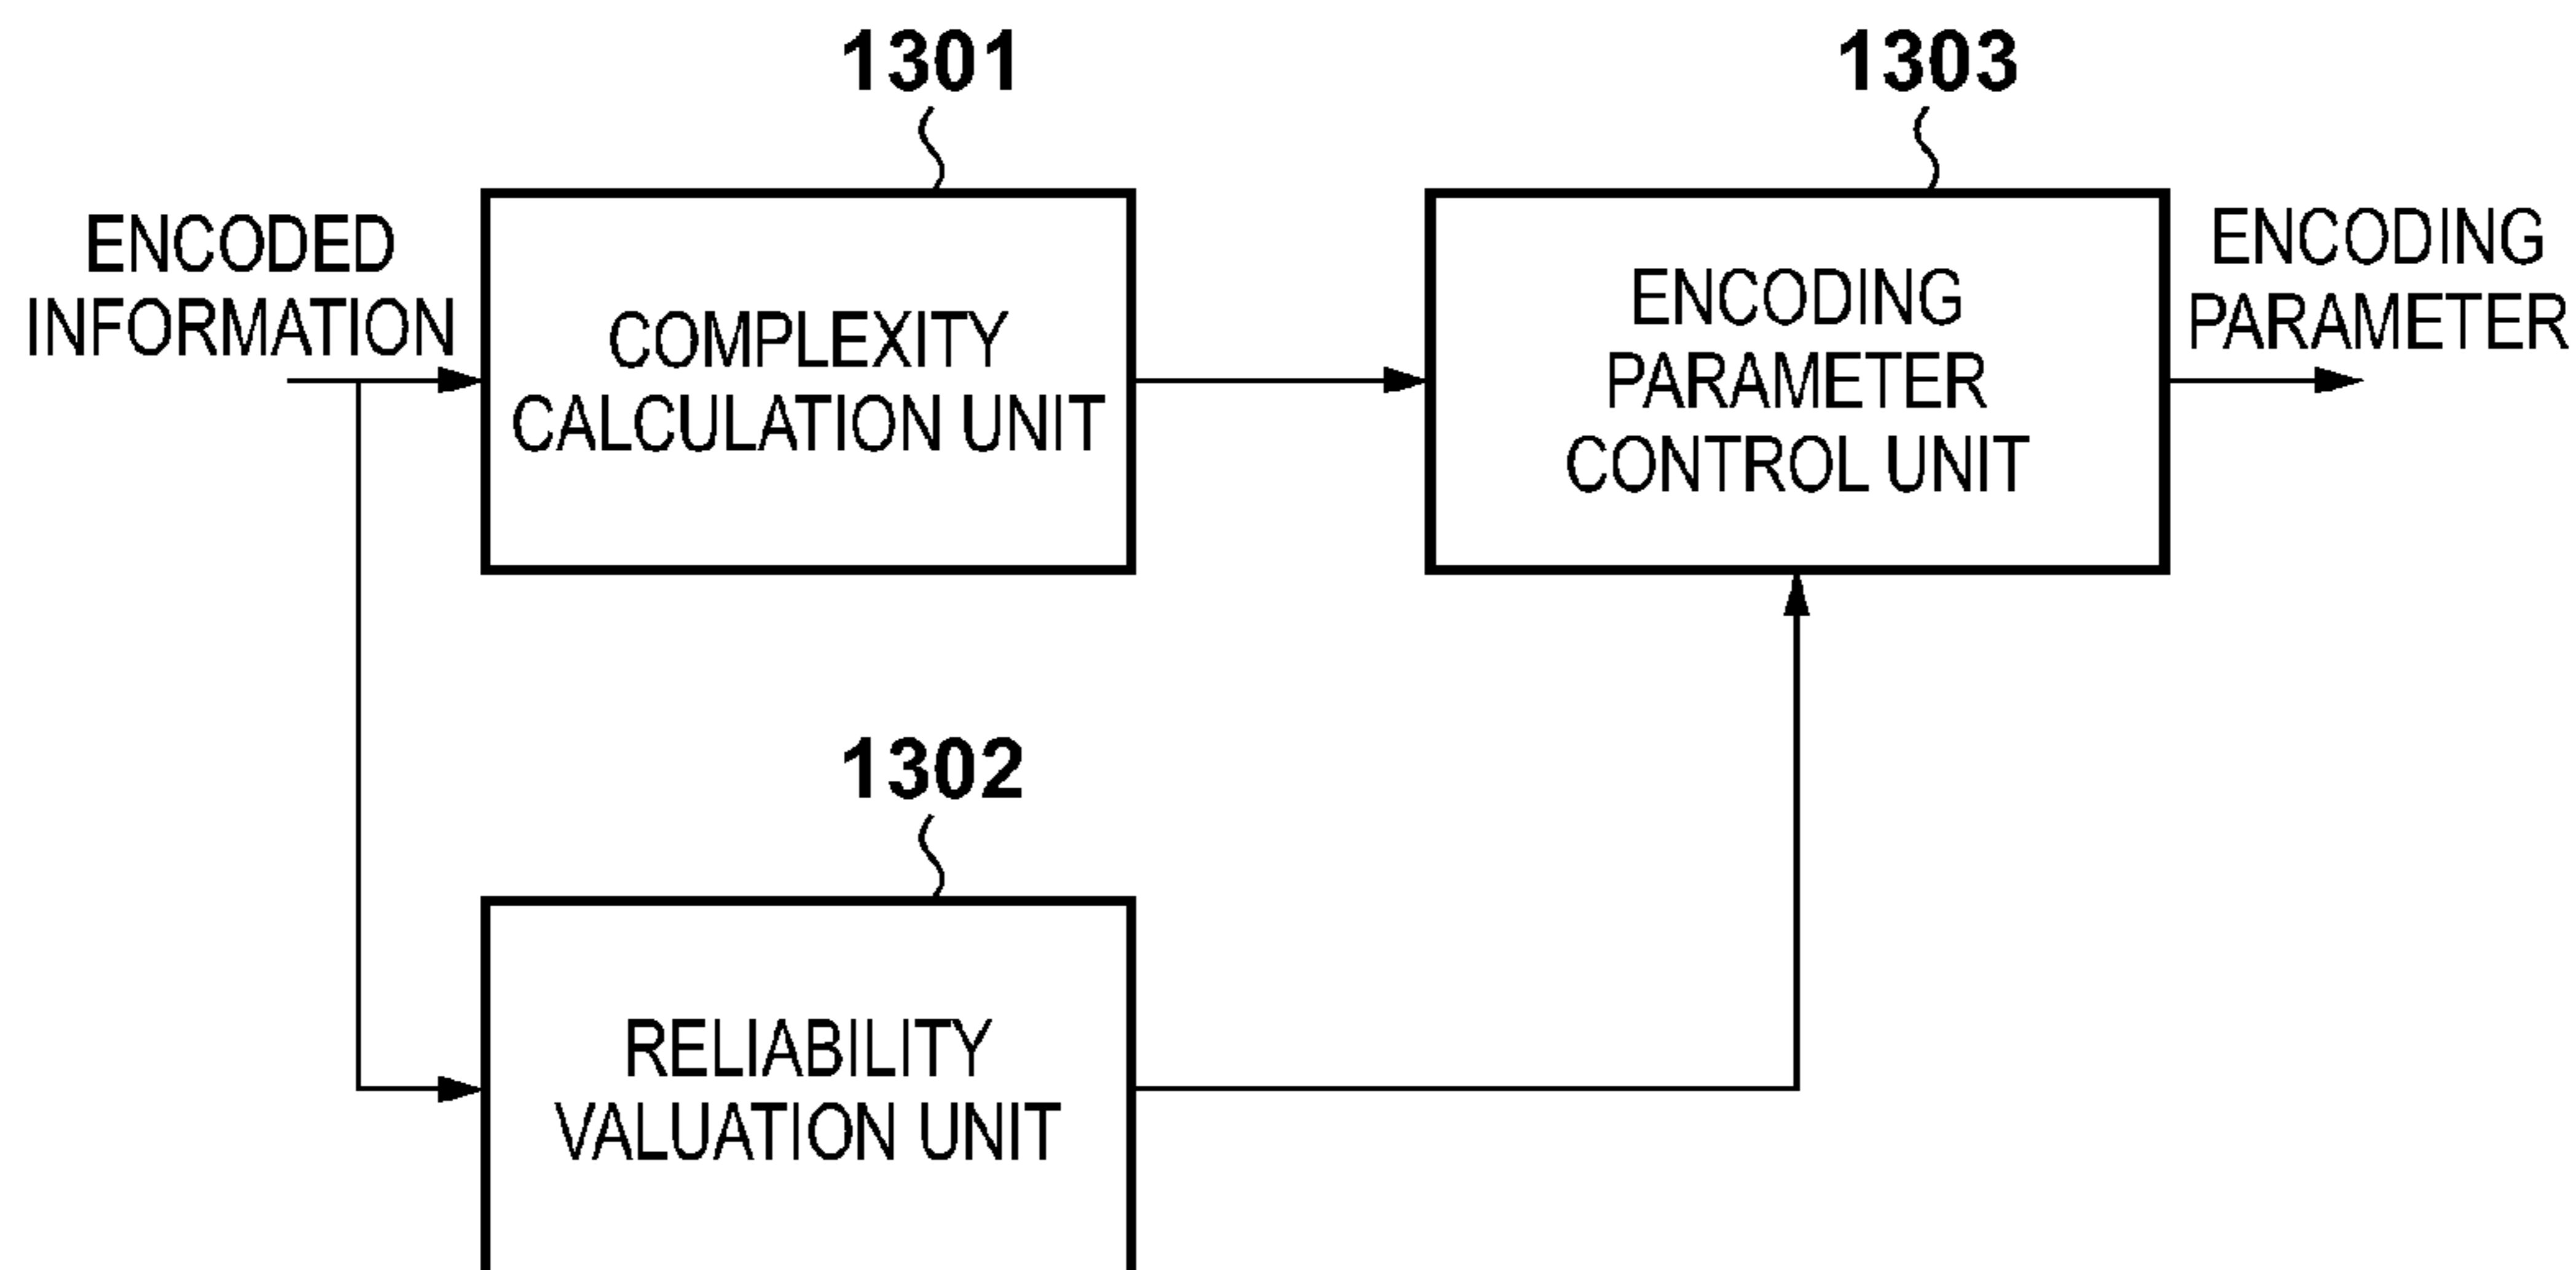 1301
1303
ENCODED
INFORMATION
COMPLEXITY
CALCULATION UNIT
ENCODING
PARAMETER
CONTROL UNIT
ENCODING
PARAMETER
1302
RELIABILITY
VALUATION UNIT